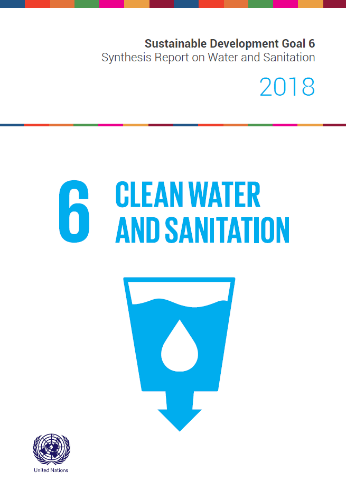 Sustainable Development Goal 6
Synthesis Report on Water and Sanitation
2018
6 CLEAN WATER
AND SANITATION
United Nations